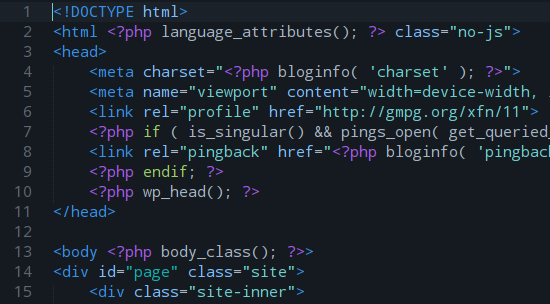 1 <!DOCTYPE html>
2 <html <?php language_attributes(); ?> class="no-js">
3 <head>
4     <meta charset="<?php bloginfo( 'charset' ); ?>">
5     <meta name="viewport" content="width=device-width,
6     <link rel="profile" href="http://gmpg.org/xfn/11">
7     <?php if ( is_singular() && pings_open( get_queried_
8     <link rel="pingback" href="<?php bloginfo( 'pingbac
9     <?php endif; ?>
10     <?php wp_head(); ?>
11 </head>
12
13 <body <?php body_class(); ?>>
14 <div id="page" class="site">
15     <div class="site-inner">